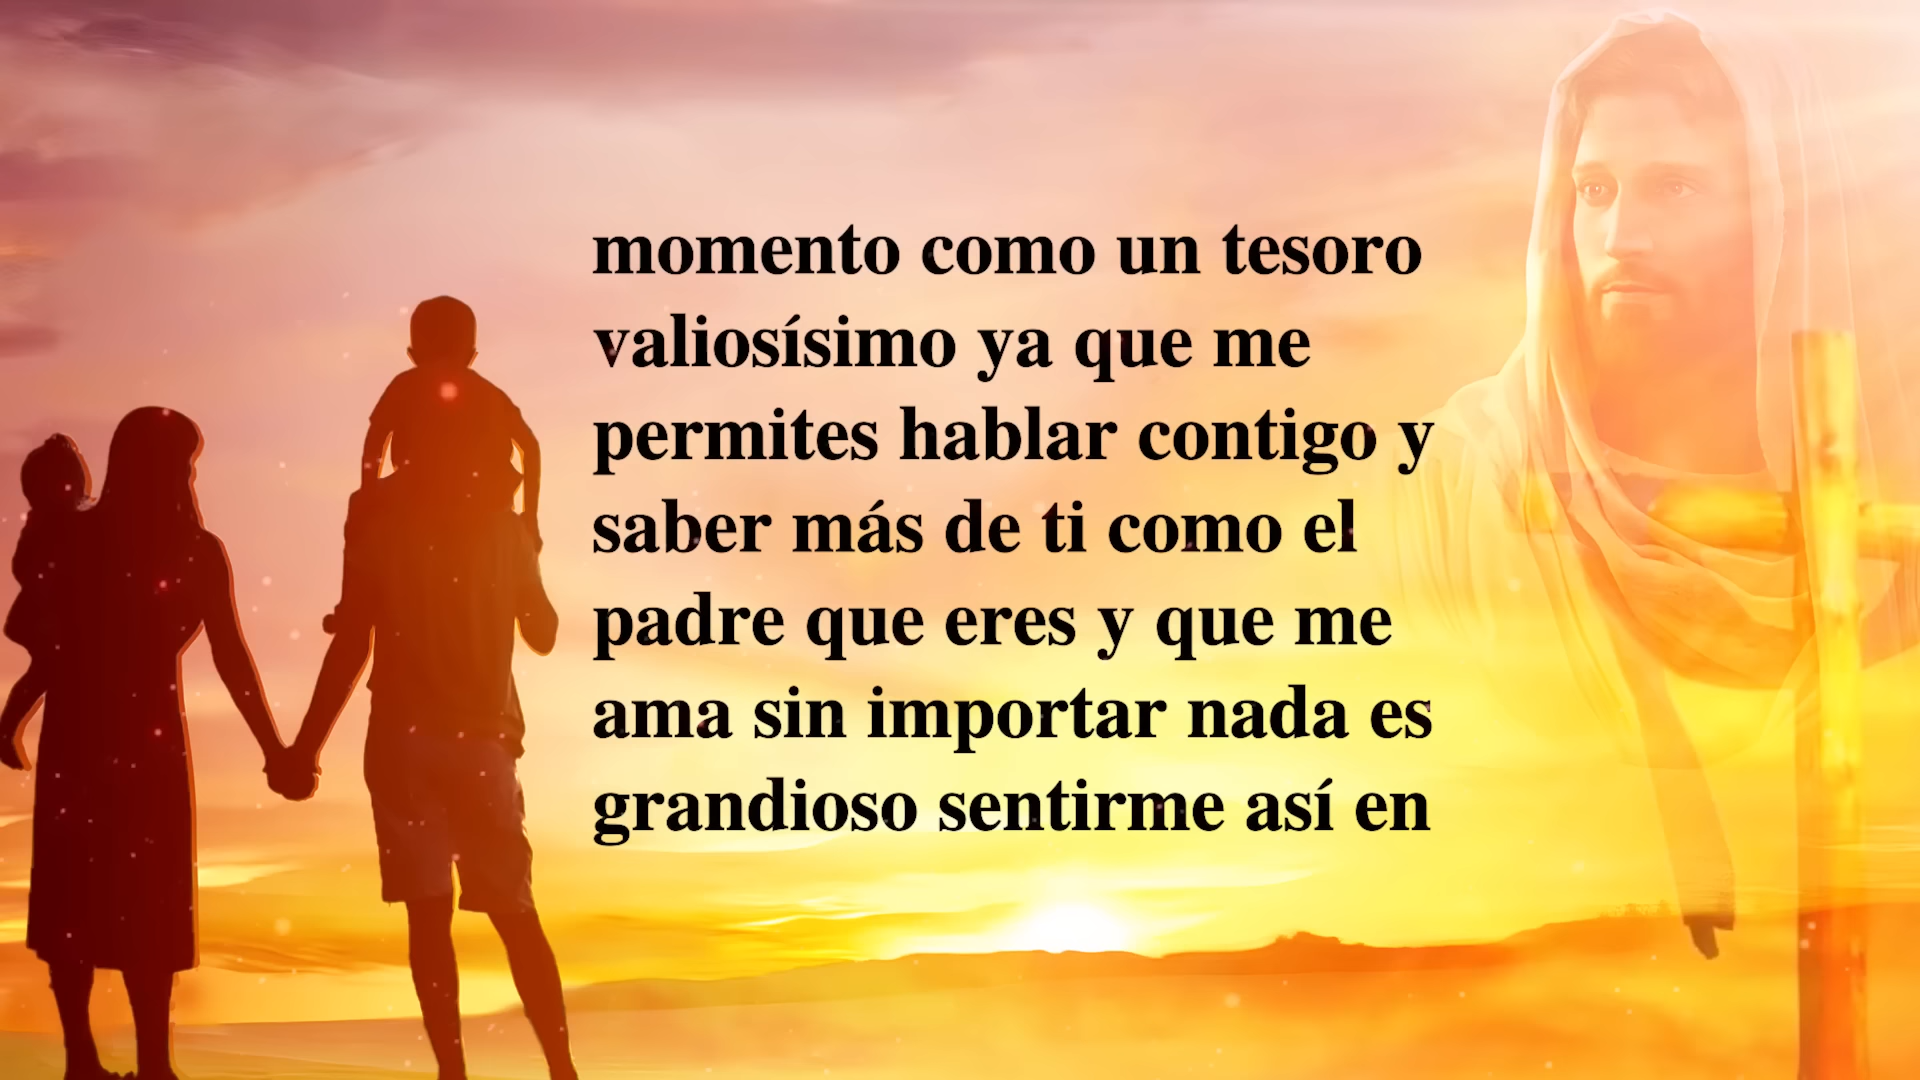 momento como un tesoro
valiosísimo ya que me
permites hablar contigo y
saber más de ti como el
padre que eres y que me
ama sin importar nada es
grandioso sentirme así en